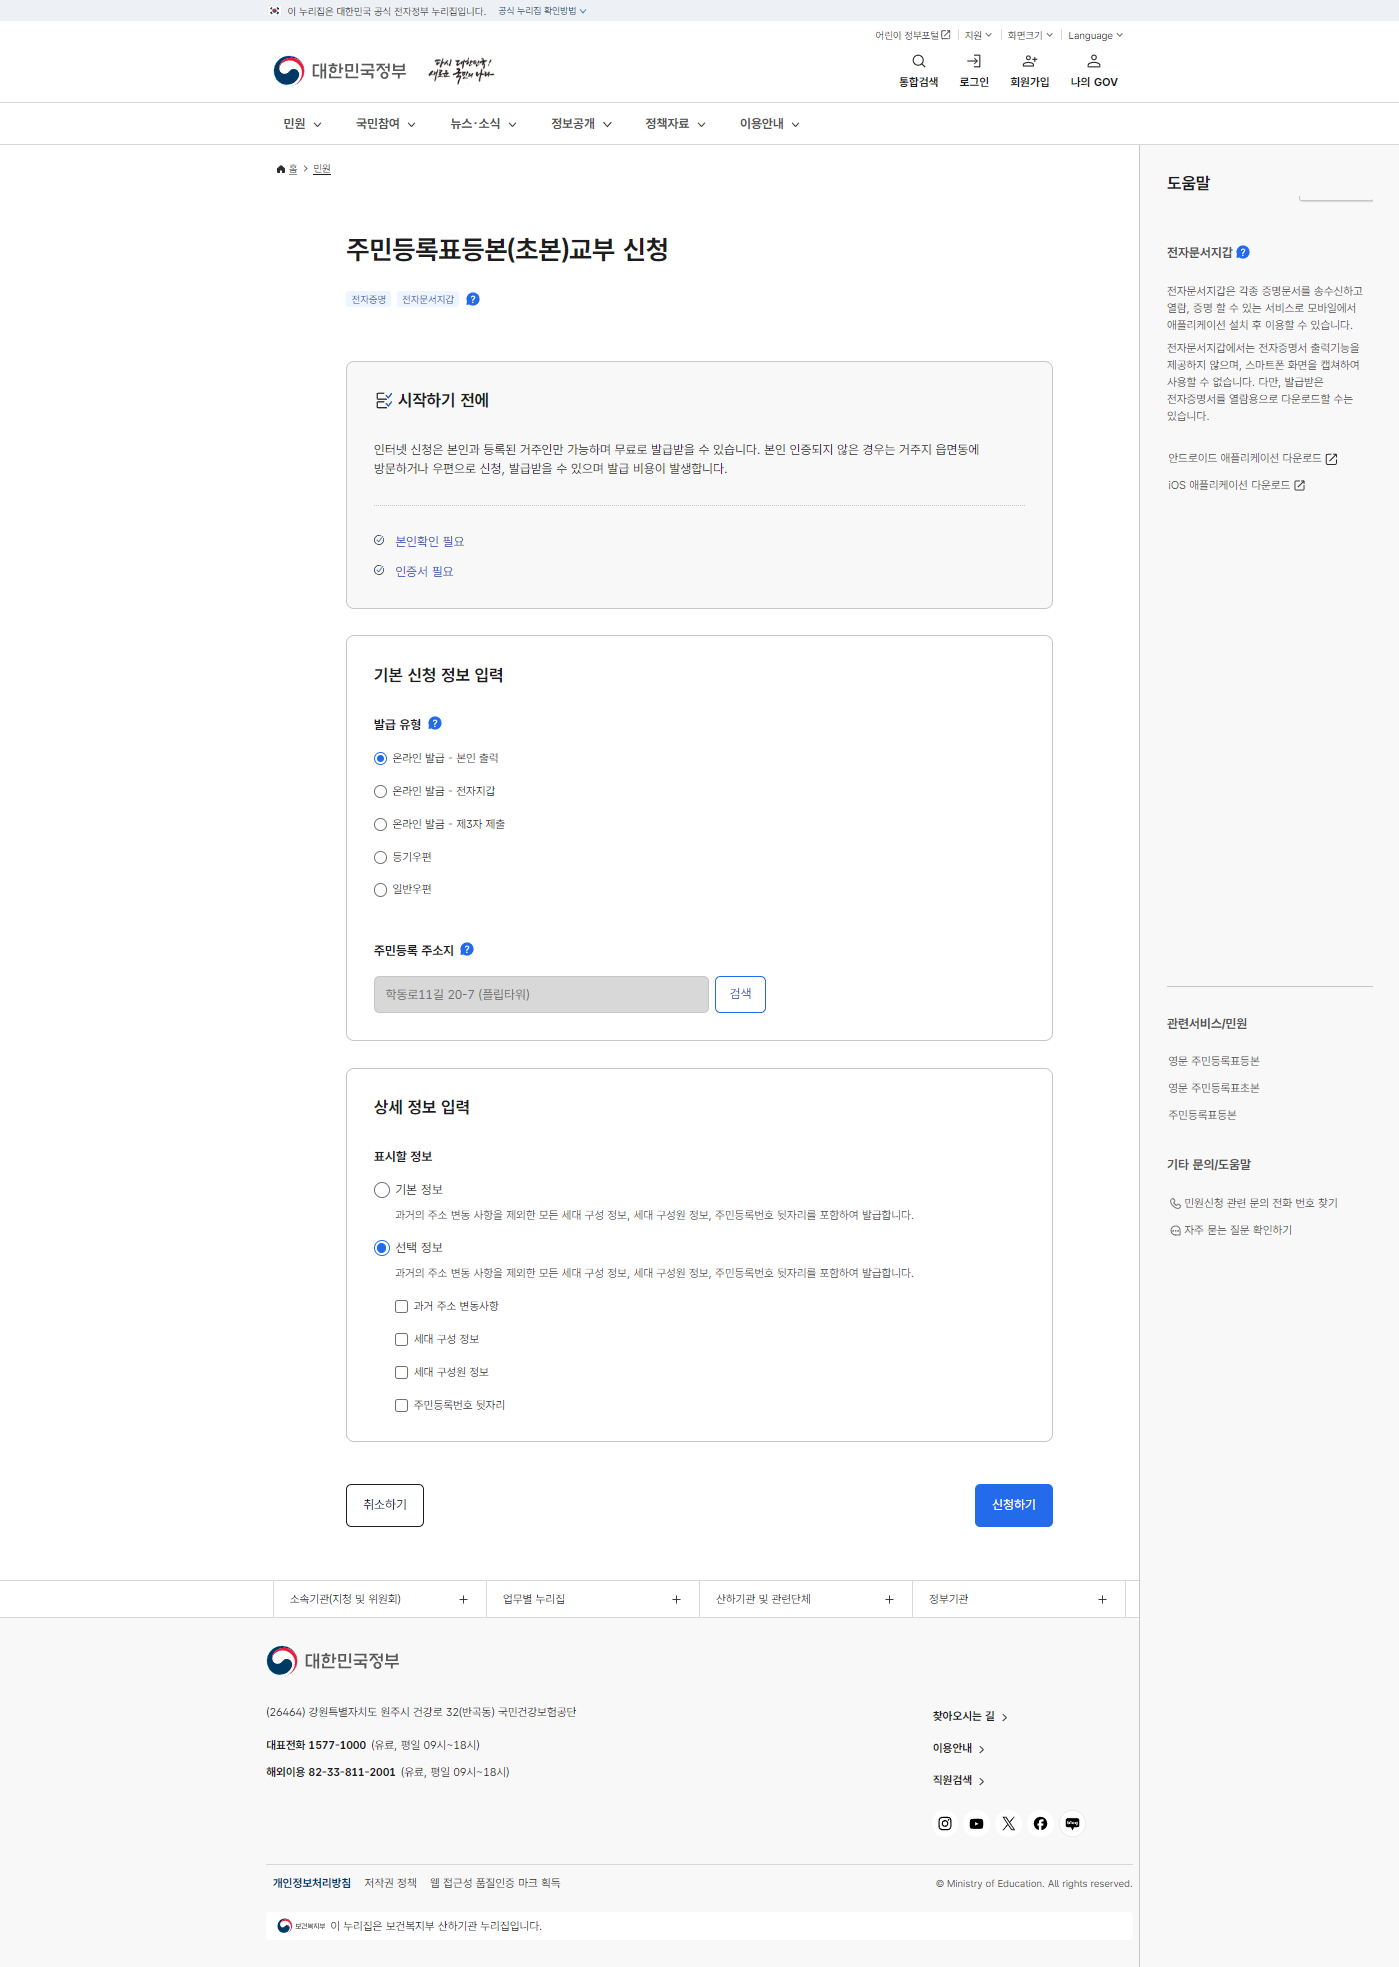 이 누리집은 대한민국 공식 전자정부 누리집입니다. 공식 누리집 확인방법
어린이 정부포털 지원 화면크기 Language
대한민국정부 다시 대한민국! 새로운 국민의 나라
통합검색 로그인 회원가입 나의 GOV
민원 국민참여 뉴스·소식 정보공개 정책자료 이용안내
홈 민원
주민등록표등본(초본)교부 신청
전자증명 전자문서지갑
시작하기 전에
인터넷 신청은 본인과 등록된 거주인만 가능하며 무료로 발급받을 수 있습니다. 본인 인증되지 않은 경우는 거주지 읍면동에
방문하거나 우편으로 신청, 발급받을 수 있으며 발급 비용이 발생합니다.
본인확인 필요
인증서 필요
기본 신청 정보 입력
발급 유형
온라인 발급 - 본인 출력
온라인 발금 - 전자지갑
온라인 발금 - 제3자 제출
등기우편
일반우편
주민등록 주소지
학동로11길 20-7 (플립타워) 검색
상세 정보 입력
표시할 정보
기본 정보
과거의 주소 변동 사항을 제외한 모든 세대 구성 정보, 세대 구성원 정보, 주민등록번호 뒷자리를 포함하여 발급합니다.
선택 정보
과거의 주소 변동 사항을 제외한 모든 세대 구성 정보, 세대 구성원 정보, 주민등록번호 뒷자리를 포함하여 발급합니다.
과거 주소 변동사항
세대 구성 정보
세대 구성원 정보
주민등록번호 뒷자리
취소하기 신청하기
도움말
전자문서지갑
전자문서지갑은 각종 증명문서를 송수신하고
열람, 증명 할 수 있는 서비스로 모바일에서
애플리케이션 설치 후 이용할 수 있습니다.
전자문서지갑에서는 전자증명서 출력기능을
제공하지 않으며, 스마트폰 화면을 캡쳐하여
사용할 수 없습니다. 다만, 발급받은
전자증명서를 열람용으로 다운로드할 수는
있습니다.
안드로이드 애플리케이션 다운로드
iOS 애플리케이션 다운로드
관련서비스/민원
영문 주민등록표등본
영문 주민등록표초본
주민등록표등본
기타 문의/도움말
민원신청 관련 문의 전화 번호 찾기
자주 묻는 질문 확인하기
소속기관(지청 및 위원회) 업무별 누리집 산하기관 및 관련단체 정부기관
대한민국정부
(26464) 강원특별자치도 원주시 건강로 32(반곡동) 국민건강보험공단
대표전화 1577-1000 (유료, 평일 09시~18시)
해외이용 82-33-811-2001 (유료, 평일 09시~18시)
찾아오시는 길
이용안내
직원검색
개인정보처리방침 저작권 정책 웹 접근성 품질인증 마크 획득
© Ministry of Education. All rights reserved.
보건복지부 이 누리집은 보건복지부 산하기관 누리집입니다.